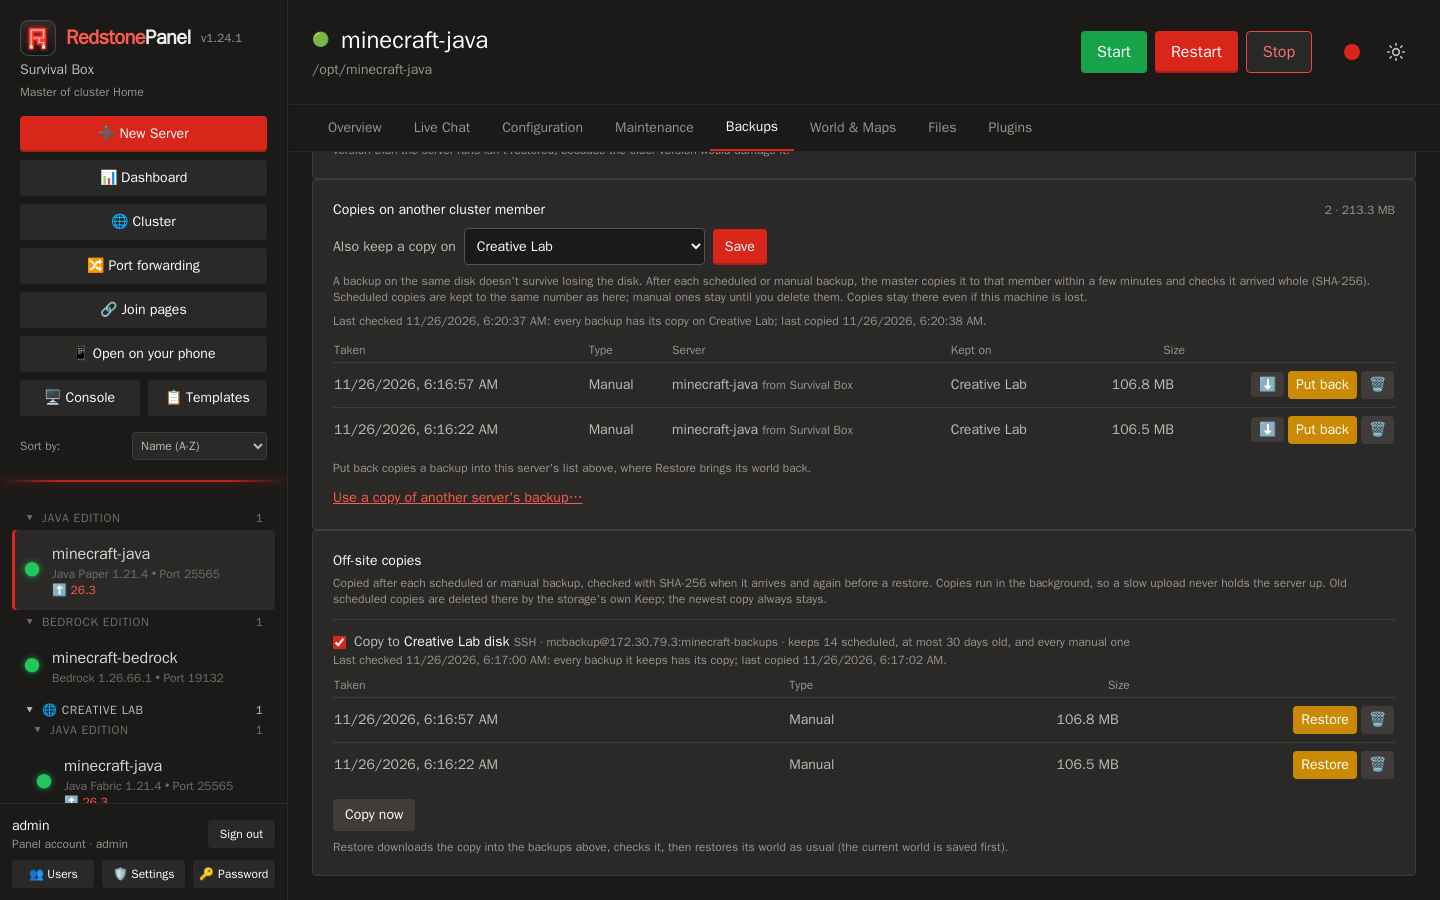 RedstonePanel v1.24.1
Survival Box
Master of cluster Home
➕ New Server
📊 Dashboard
🌐 Cluster
🔀 Port forwarding
🔗 Join pages
📱 Open on your phone
🖥️ Console
📋 Templates
Sort by:
Name (A-Z)
▼ JAVA EDITION 1
minecraft-java
Java Paper 1.21.4 • Port 25565
⬆️ 26.3
▼ BEDROCK EDITION 1
minecraft-bedrock
Bedrock 1.26.66.1 • Port 19132
▼ 🌐 CREATIVE LAB 1
▼ JAVA EDITION 1
minecraft-java
Java Fabric 1.21.4 • Port 25565
⬆️ 26.3
admin
Panel account · admin
Sign out
👥 Users
🛡️ Settings
🔑 Password
minecraft-java
/opt/minecraft-java
Start
Restart
Stop
Overview
Live Chat
Configuration
Maintenance
Backups
World & Maps
Files
Plugins
version than the server runs isn't restored, because the older version would damage it.
Copies on another cluster member
2 · 213.3 MB
Also keep a copy on
Creative Lab
Save
A backup on the same disk doesn't survive losing the disk. After each scheduled or manual backup, the master copies it to that member within a few minutes and checks it arrived whole (SHA-256).
Scheduled copies are kept to the same number as here; manual ones stay until you delete them. Copies stay there even if this machine is lost.
Last checked 11/26/2026, 6:20:37 AM: every backup has its copy on Creative Lab; last copied 11/26/2026, 6:20:38 AM.
Taken Type Server Kept on Size
11/26/2026, 6:16:57 AM Manual minecraft-java from Survival Box Creative Lab 106.8 MB ⬇️ Put back 🗑️
11/26/2026, 6:16:22 AM Manual minecraft-java from Survival Box Creative Lab 106.5 MB ⬇️ Put back 🗑️
Put back copies a backup into this server's list above, where Restore brings its world back.
Use a copy of another server's backup…
Off-site copies
Copied after each scheduled or manual backup, checked with SHA-256 when it arrives and again before a restore. Copies run in the background, so a slow upload never holds the server up. Old
scheduled copies are deleted there by the storage's own Keep; the newest copy always stays.
Copy to Creative Lab disk SSH · mcbackup@172.30.79.3:minecraft-backups · keeps 14 scheduled, at most 30 days old, and every manual one
Last checked 11/26/2026, 6:17:00 AM: every backup it keeps has its copy; last copied 11/26/2026, 6:17:02 AM.
Taken Type Size
11/26/2026, 6:16:57 AM Manual 106.8 MB Restore 🗑️
11/26/2026, 6:16:22 AM Manual 106.5 MB Restore 🗑️
Copy now
Restore downloads the copy into the backups above, checks it, then restores its world as usual (the current world is saved first).